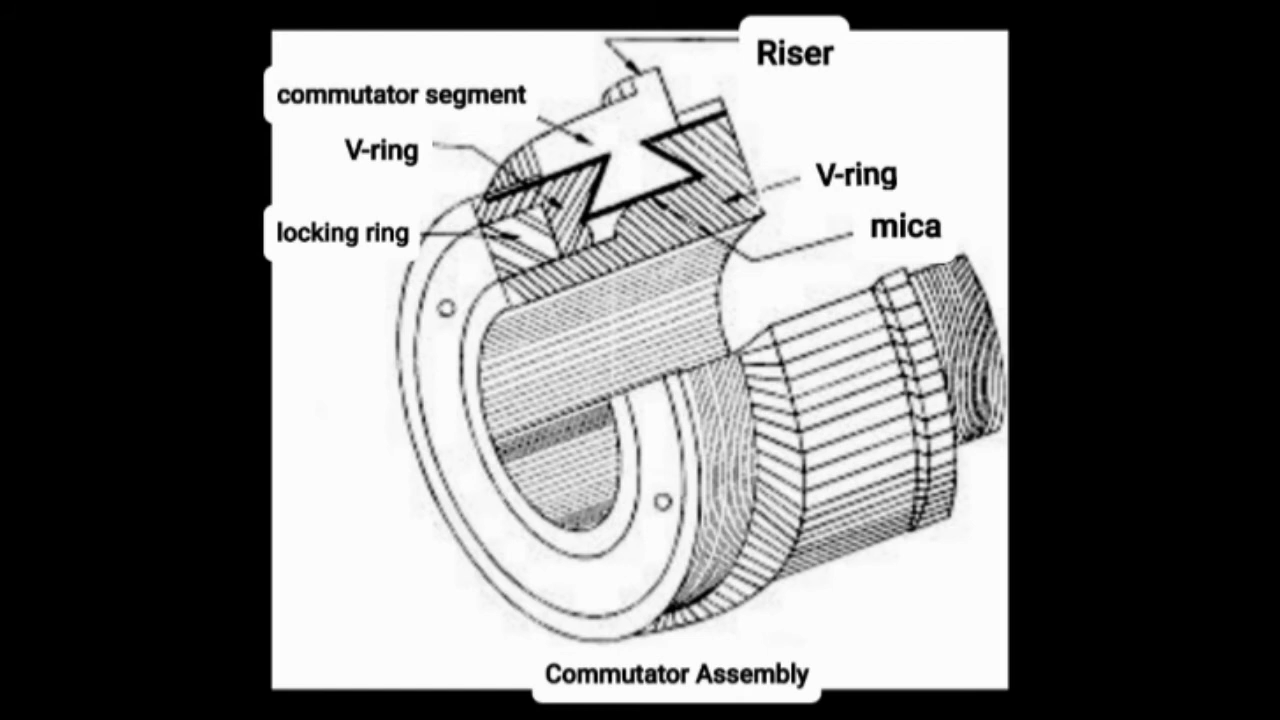 Riser
commutator segment
V-ring
V-ring
locking ring
mica
Commutator Assembly